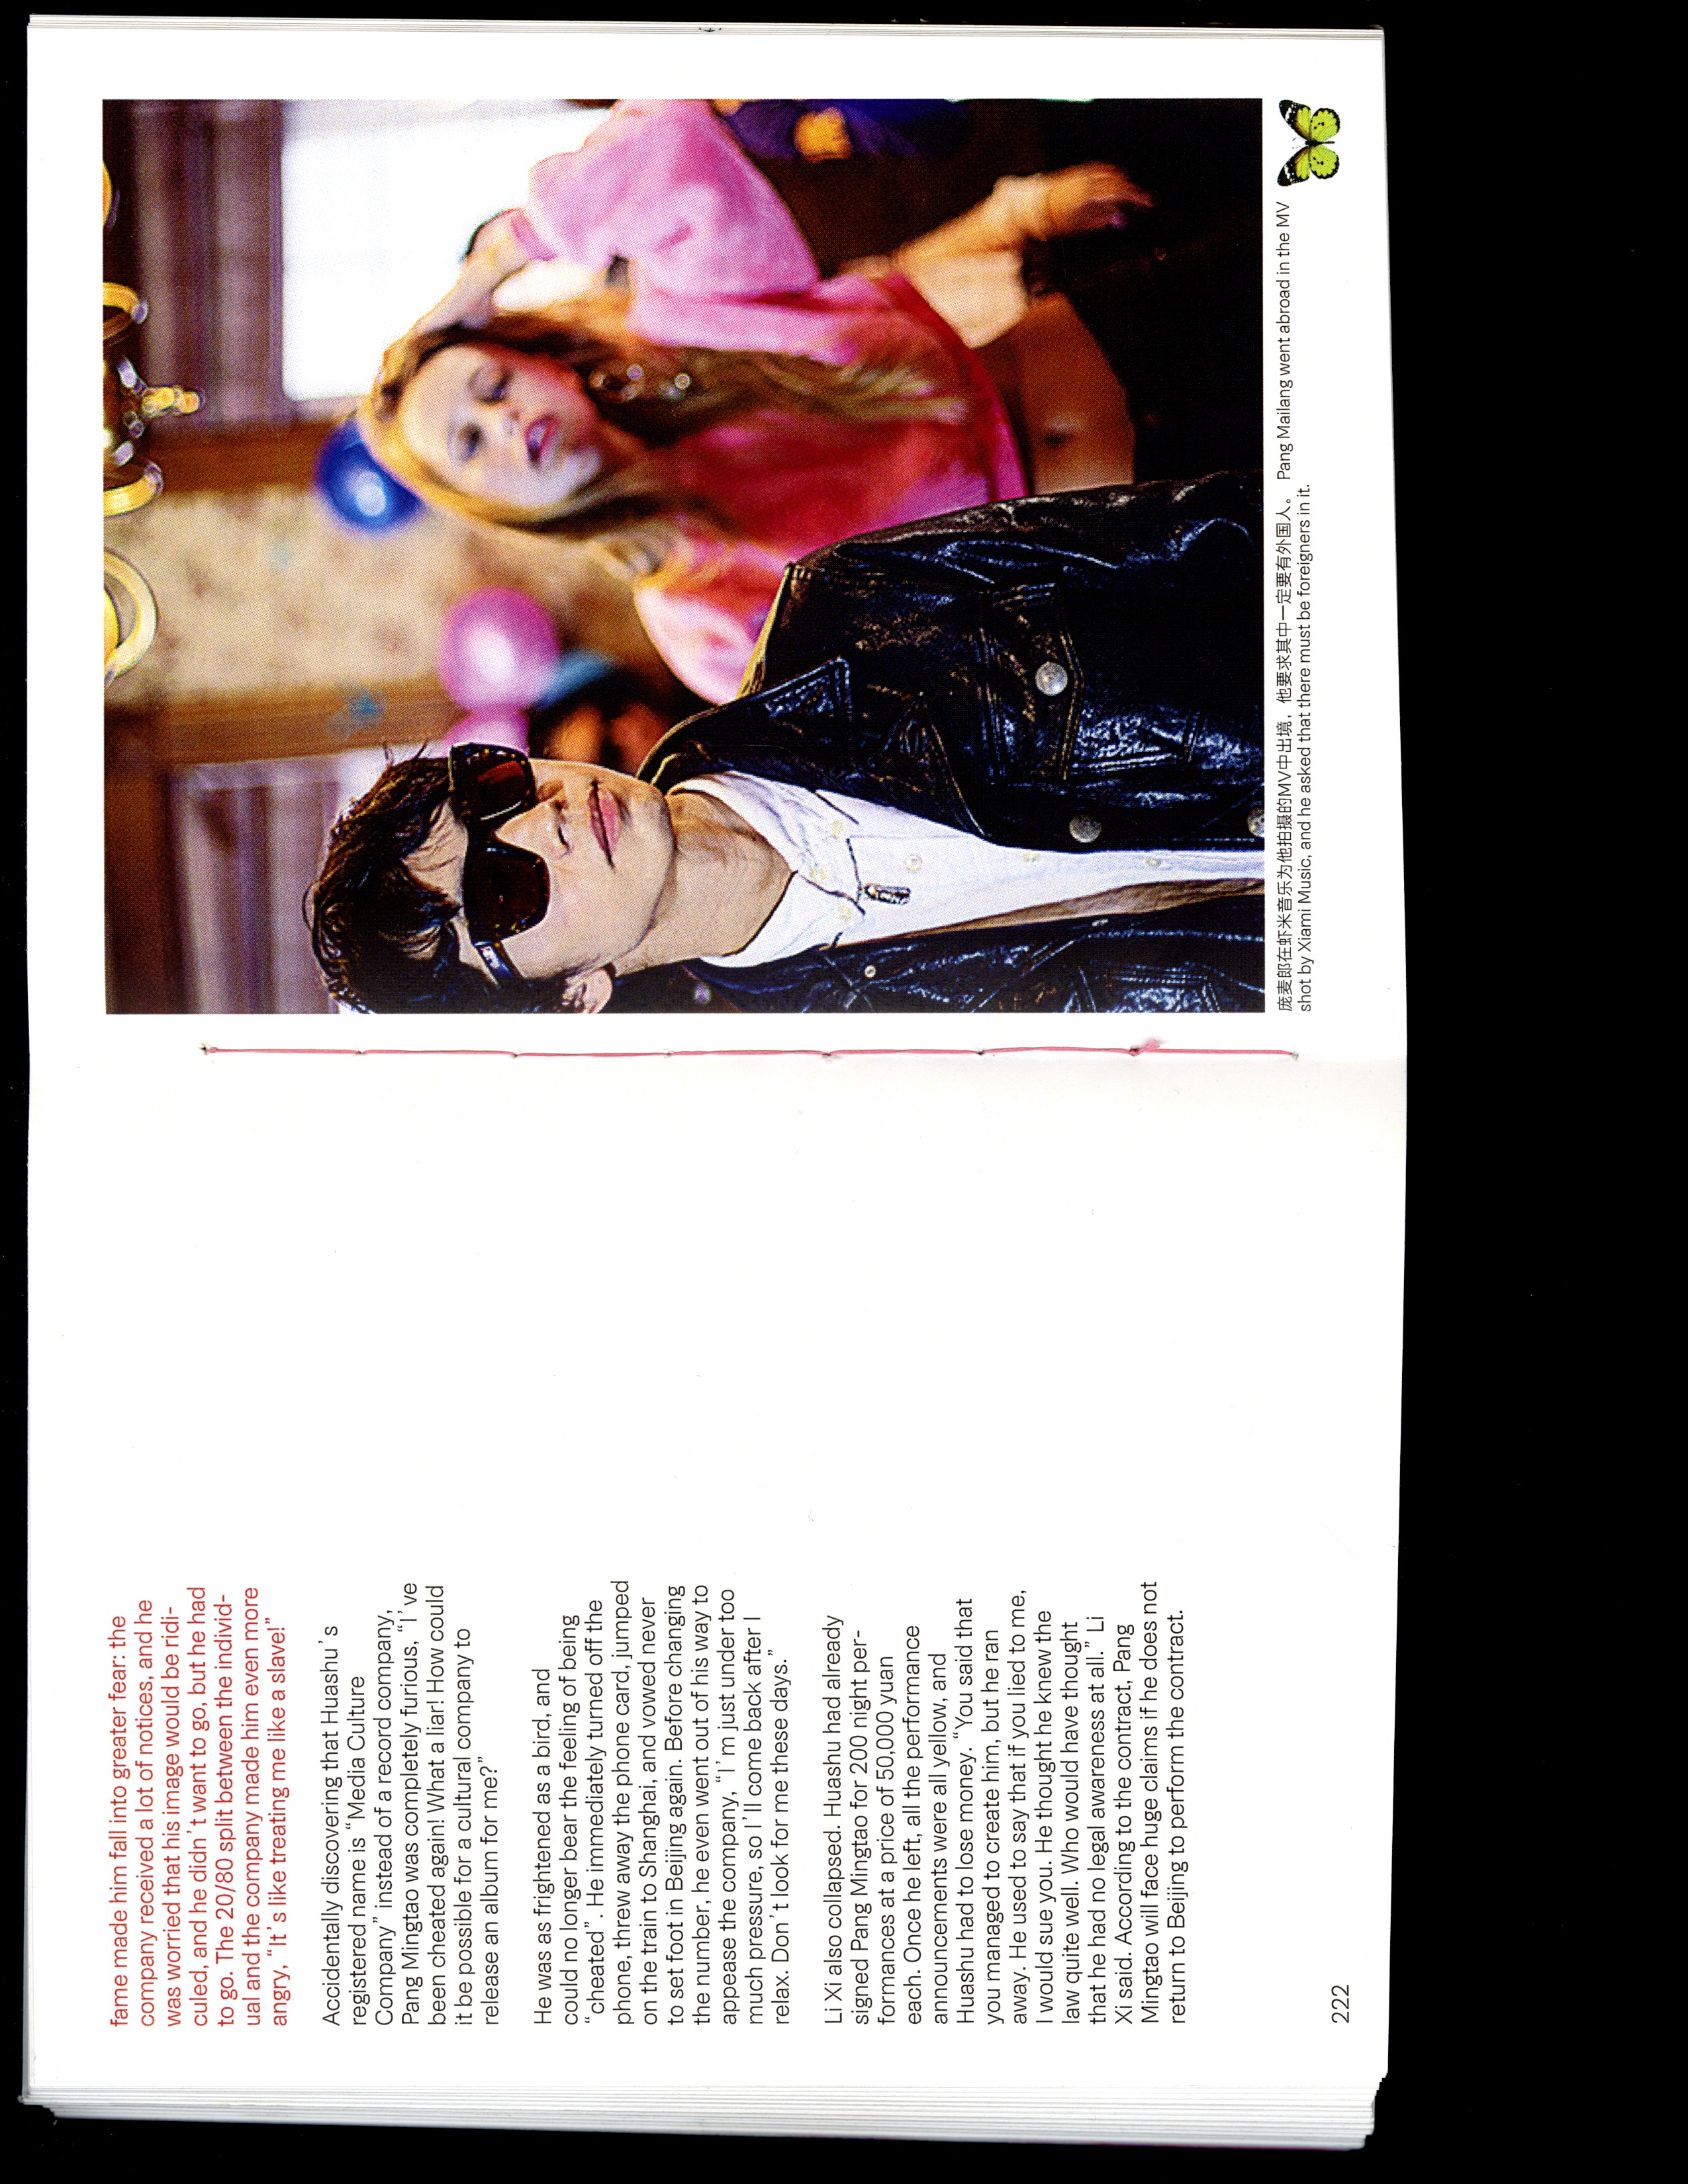 fame made him fall into greater fear: the
company received a lot of notices, and he
was worried that his image would be ridi-
culed, and he didn’t want to go, but he had
to go. The 20/80 split between the individ-
ual and the company made him even more
angry, “It’s like treating me like a slave!”
Accidentally discovering that Huashu’s
registered name is “Media Culture
Company” instead of a record company,
Pang Mingtao was completely furious, “I’ve
been cheated again! What a liar! How could
it be possible for a cultural company to
release an album for me?”
He was as frightened as a bird, and
could no longer bear the feeling of being
“cheated”. He immediately turned off the
phone, threw away the phone card, jumped
on the train to Shanghai, and vowed never
to set foot in Beijing again. Before changing
the number, he even went out of his way to
appease the company, “I’m just under too
much pressure, so I’ll come back after I
relax. Don’t look for me these days.”
Li Xi also collapsed. Huashu had already
signed Pang Mingtao for 200 night per-
formances at a price of 50,000 yuan
each. Once he left, all the performance
announcements were all yellow, and
Huashu had to lose money. “You said that
you managed to create him, but he ran
away. He used to say that if you lied to me,
I would sue you. He thought he knew the
law quite well. Who would have thought
that he had no legal awareness at all.” Li
Xi said. According to the contract, Pang
Mingtao will face huge claims if he does not
return to Beijing to perform the contract.
222
庞麦郎在虾米音乐为他拍摄的MV中出境，他要求其中一定要有外国人。 Pang Mailang went abroad in the MV
shot by Xiami Music, and he asked that there must be foreigners in it.